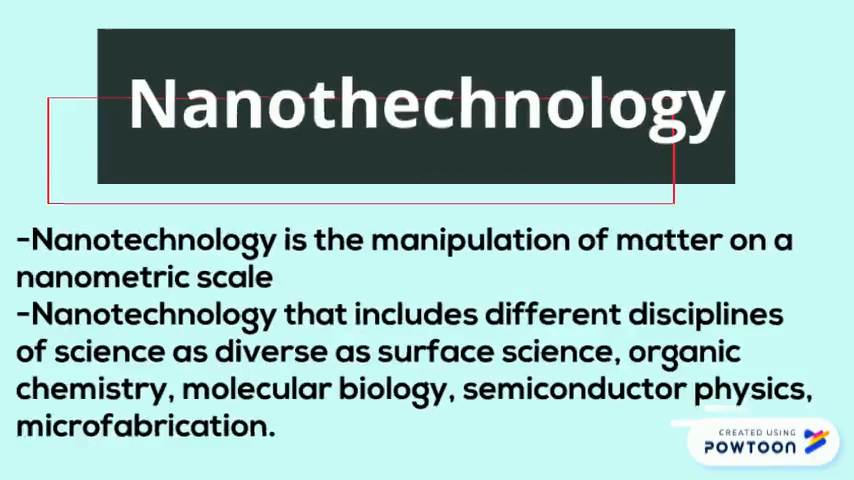 Nanothechnology
-Nanotechnology is the manipulation of matter on a
nanometric scale
-Nanotechnology that includes different disciplines
of science as diverse as surface science, organic
chemistry, molecular biology, semiconductor physics,
microfabrication.
CREATED USING
POWTOON